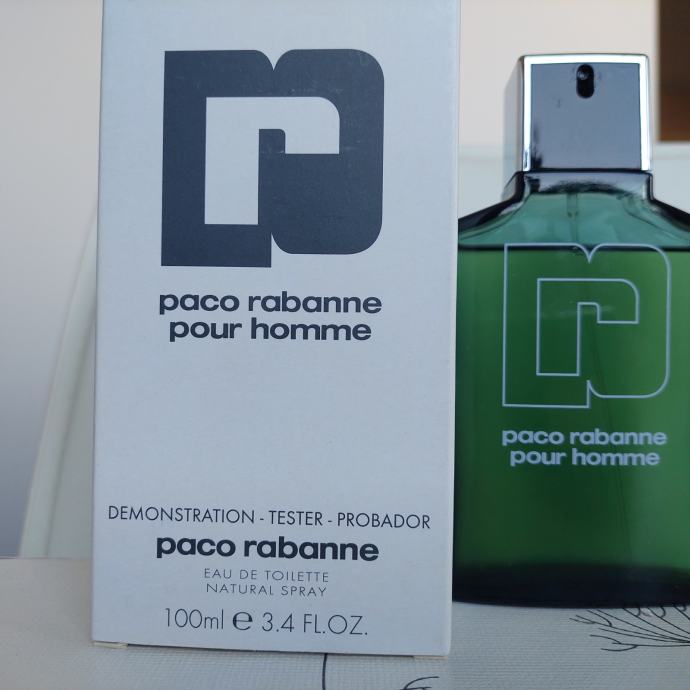 paco rabanne
pour homme
DEMONSTRATION - TESTER - PROBADOR
paco rabanne
EAU DE TOILETTE
NATURAL SPRAY
100ml ℮ 3.4 FL.OZ.
paco rabanne
pour homme